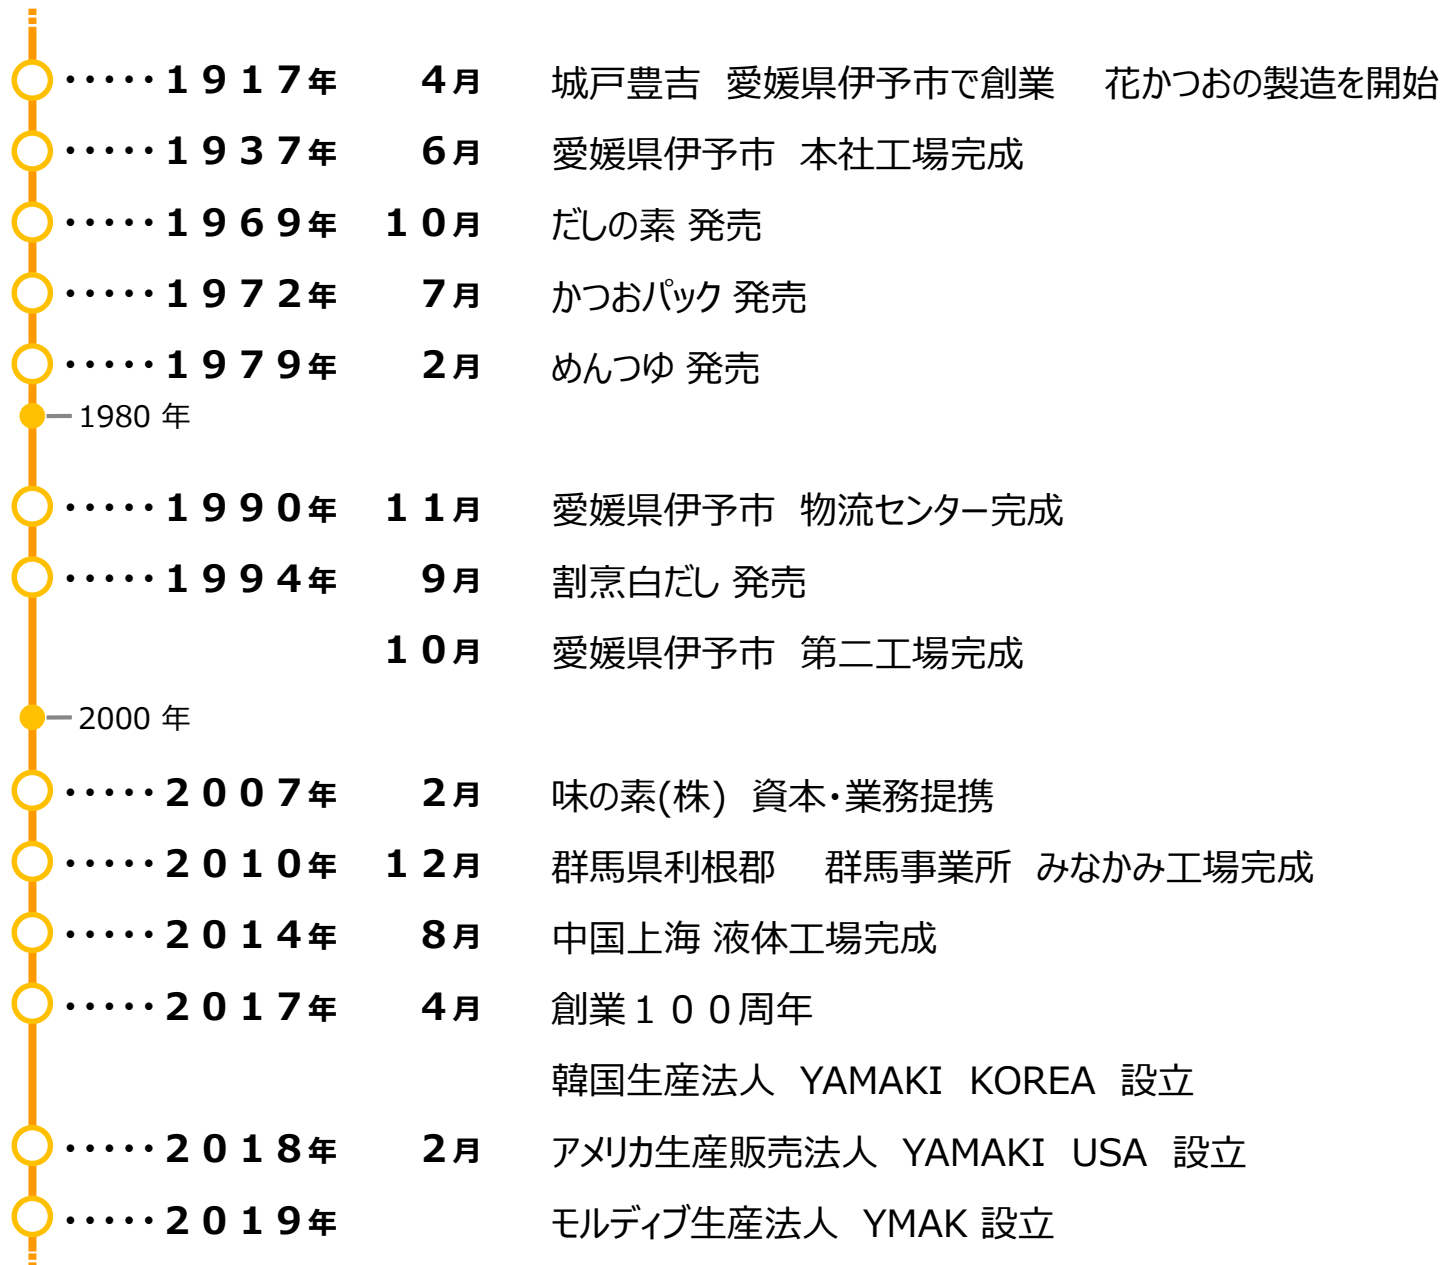 ・・・・・１９１７年　４月　城戸豊吉　愛媛県伊予市で創業　花かつおの製造を開始
・・・・・１９３７年　６月　愛媛県伊予市　本社工場完成
・・・・・１９６９年　１０月　だしの素 発売
・・・・・１９７２年　７月　かつおパック 発売
・・・・・１９７９年　２月　めんつゆ 発売
1980 年
・・・・・１９９０年　１１月　愛媛県伊予市　物流センター完成
・・・・・１９９４年　９月　割烹白だし 発売
１０月　愛媛県伊予市　第二工場完成
2000 年
・・・・・２００７年　２月　味の素(株)　資本・業務提携
・・・・・２０１０年　１２月　群馬県利根郡　群馬事業所　みなかみ工場完成
・・・・・２０１４年　８月　中国上海 液体工場完成
・・・・・２０１７年　４月　創業１００周年
韓国生産法人　YAMAKI　KOREA　設立
・・・・・２０１８年　２月　アメリカ生産販売法人　YAMAKI　USA　設立
・・・・・２０１９年　モルディブ生産法人　YMAK 設立